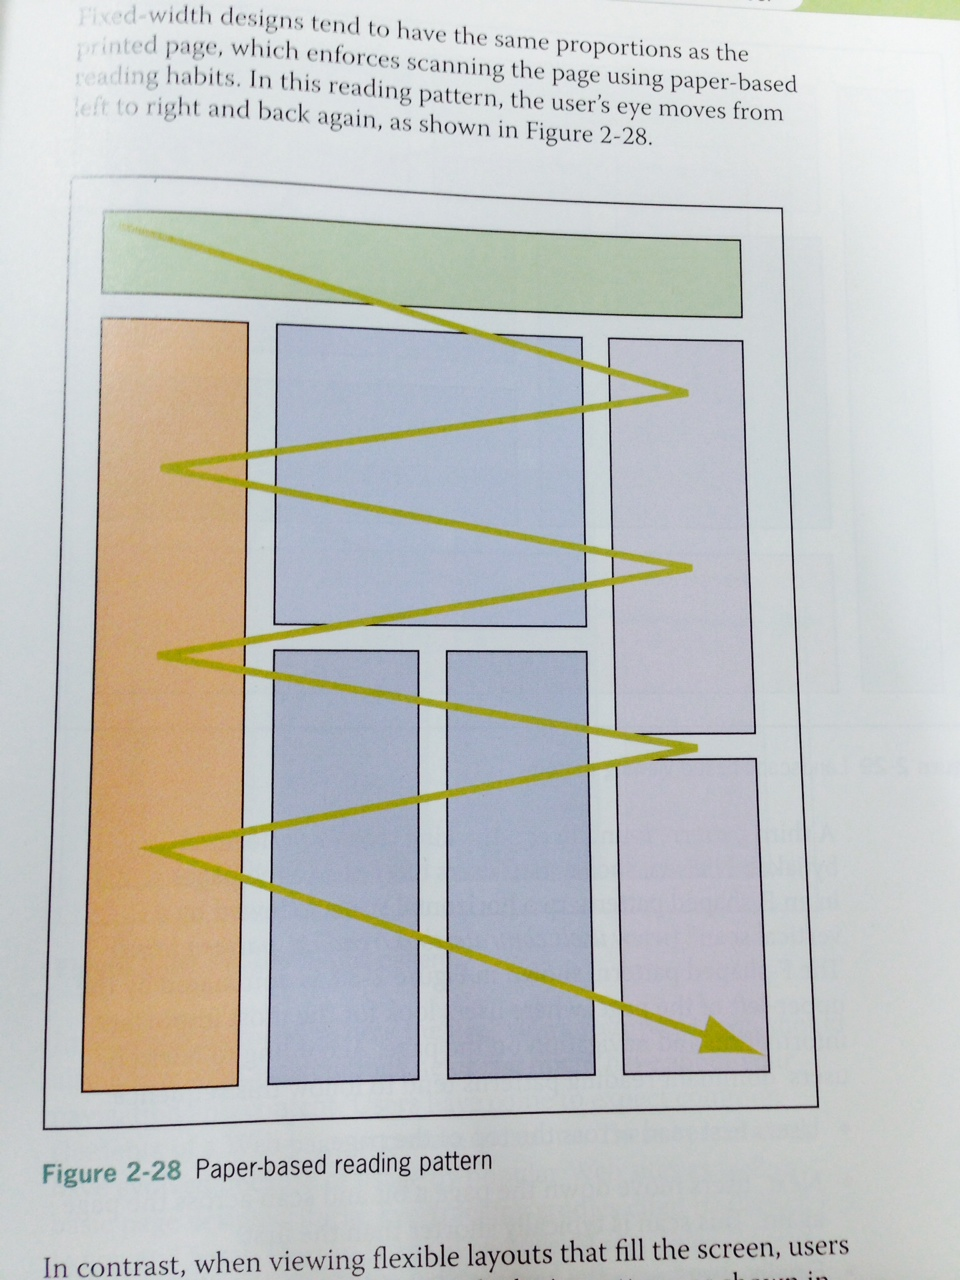 Fixed-width designs tend to have the same proportions as the
printed page, which enforces scanning the page using paper-based
reading habits. In this reading pattern, the user's eye moves from
left to right and back again, as shown in Figure 2-28.
Figure 2-28 Paper-based reading pattern
In contrast, when viewing flexible layouts that fill the screen, users
shown in